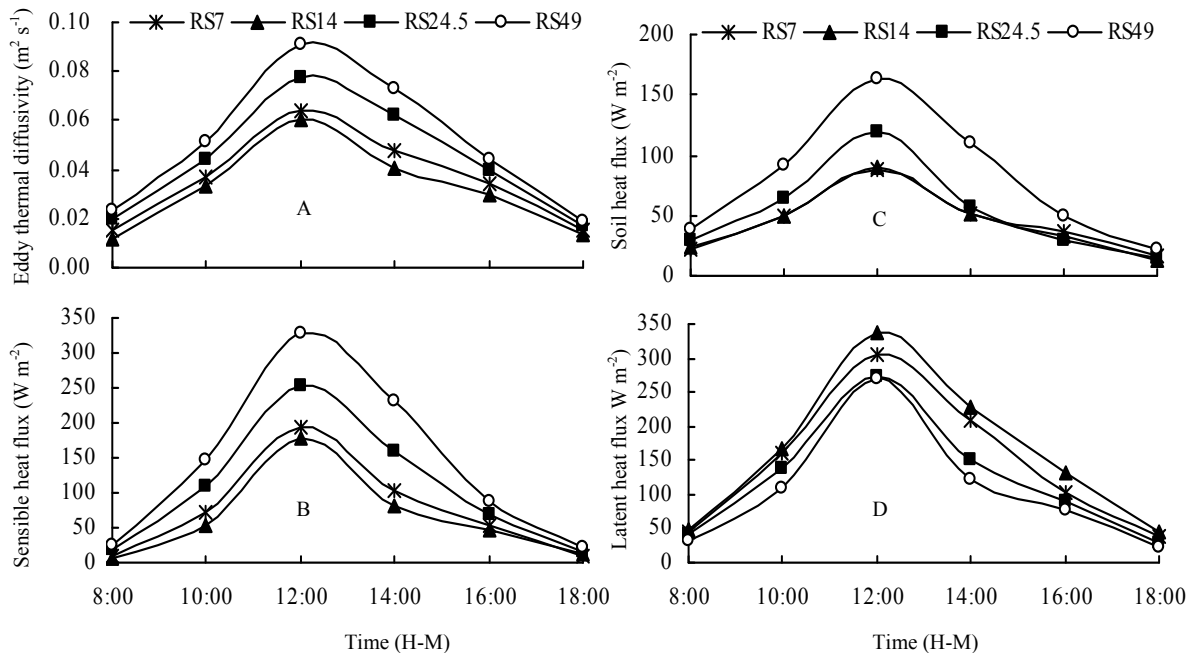 RS7 RS14 RS24.5 RS49
Eddy thermal diffusivity (m² s⁻¹)
0.10
0.08
0.06
0.04
0.02
0.00
A
RS7 RS14 RS24.5 RS49
Soil heat flux (W m⁻²)
200
150
100
50
0
C
Sensible heat flux (W m⁻²)
350
300
250
200
150
100
50
0
B
8:00 10:00 12:00 14:00 16:00 18:00
Time (H-M)
Latent heat flux W m⁻²)
350
300
250
200
150
100
50
0
D
8:00 10:00 12:00 14:00 16:00 18:00
Time (H-M)